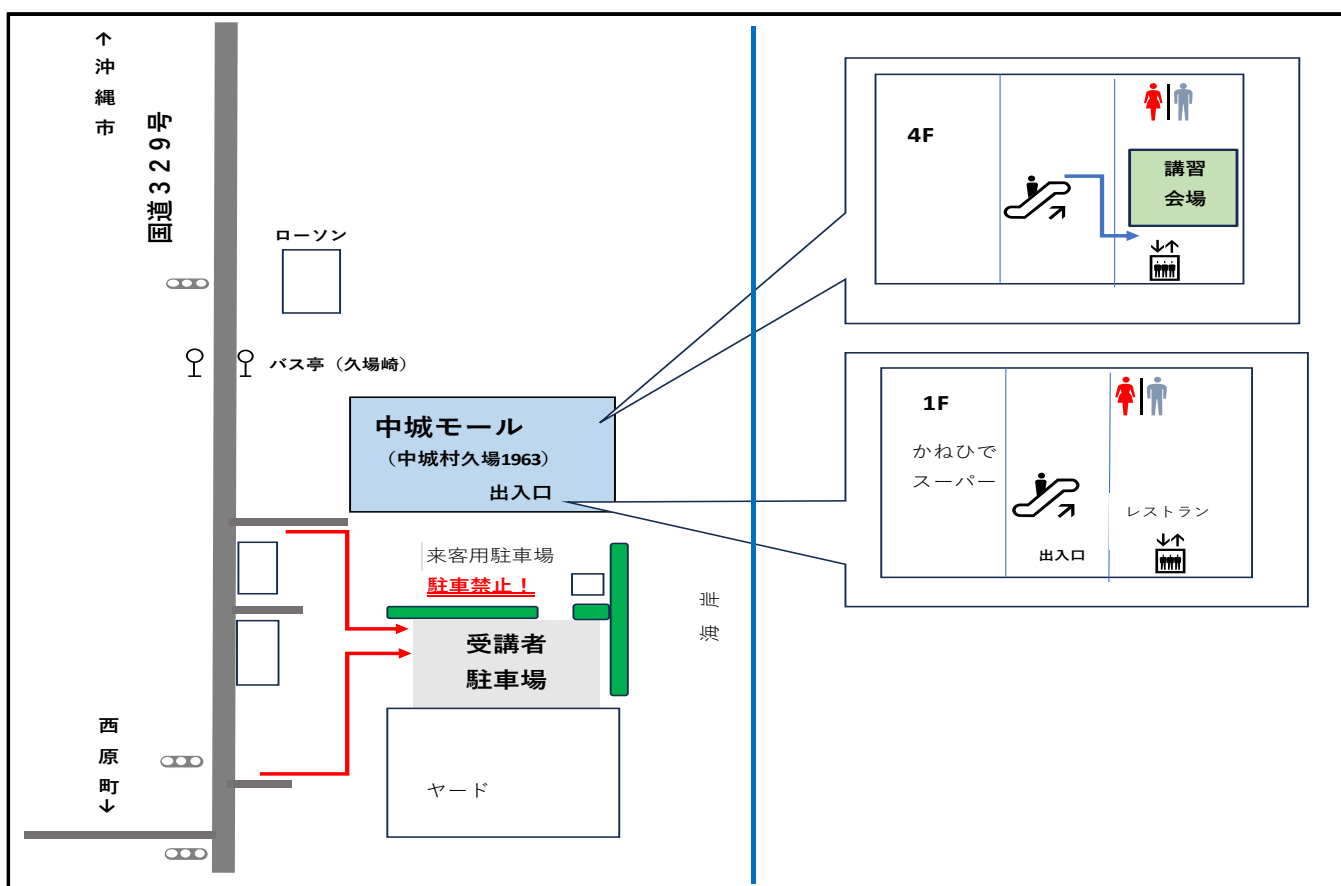 ↑沖縄市
国道329号
ローソン
バス亭（久場崎）
中城モール
（中城村久場1963）
出入口
来客用駐車場
駐車禁止！
受講者
駐車場
ヤード
海岸
西原町↓
4F
講習
会場
1F
かねひで
スーパー
レストラン
出入口